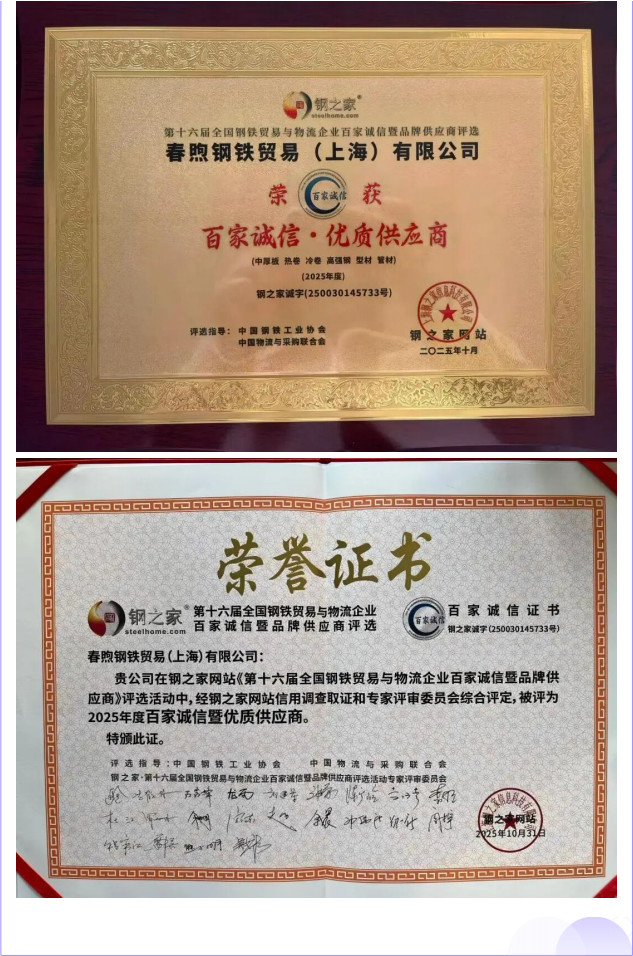 钢之家®
steelhome.com
第十六届全国钢铁贸易与物流企业百家诚信暨品牌供应商评选
春煦钢铁贸易（上海）有限公司
荣 百家诚信 获
百家诚信·优质供应商
(中厚板 热卷 冷卷 高强钢 型材 管材)
(2025年度)
钢之家诚字(250030145733号)
评选指导：中国钢铁工业协会
中国物流与采购联合会
钢之家网站
二〇二五年十月
荣誉证书
钢之家®
steelhome.com
第十六届全国钢铁贸易与物流企业
百家诚信暨品牌供应商评选
百家诚信
百家诚信证书
钢之家诚字(250030145733号)
春煦钢铁贸易(上海)有限公司：
贵公司在钢之家网站《第十六届全国钢铁贸易与物流企业百家诚信暨品牌供
应商》评选活动中，经钢之家网站信用调查取证和专家评审委员会综合评定，被评为
2025年度百家诚信暨优质供应商。
特颁此证。
评选指导：中国钢铁工业协会 中国物流与采购联合会
钢之家·第十六届全国钢铁贸易与物流企业百家诚信暨品牌供应商评选活动专家评审委员会
钢之家网站
2025年10月31日